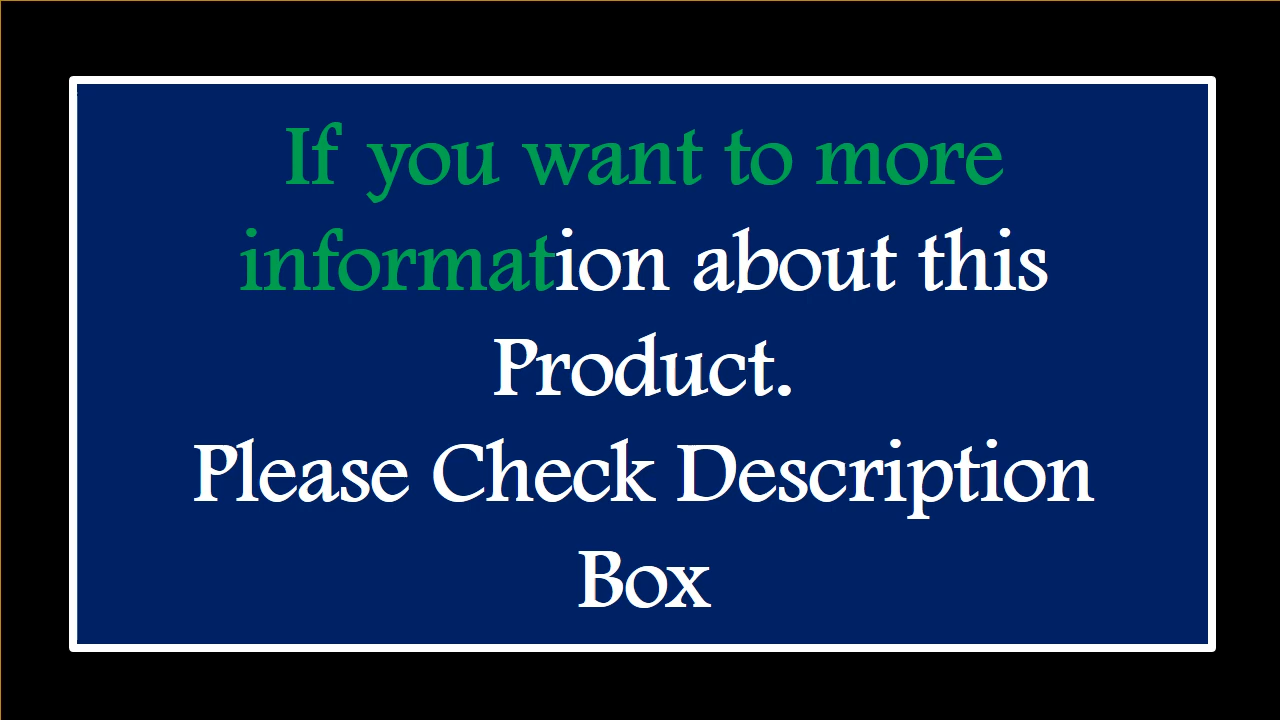 If you want to more
information about this
Product.
Please Check Description
Box